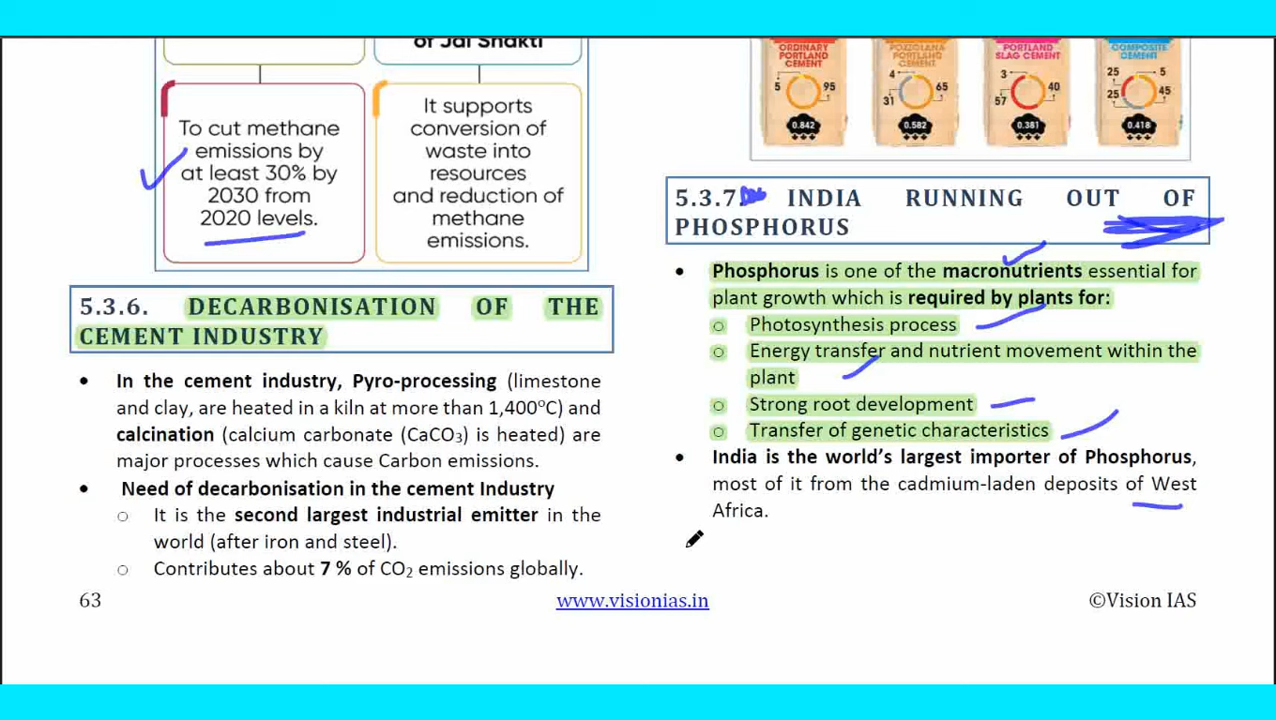 of Jal Shakti
To cut methane
emissions by
at least 30% by
2030 from
2020 levels.
It supports
conversion of
waste into
resources
and reduction of
methane
emissions.
5.3.6. DECARBONISATION OF THE
CEMENT INDUSTRY
• In the cement industry, Pyro-processing (limestone
and clay, are heated in a kiln at more than 1,400°C) and
calcination (calcium carbonate (CaCO₃) is heated) are
major processes which cause Carbon emissions.
• Need of decarbonisation in the cement Industry
○ It is the second largest industrial emitter in the
world (after iron and steel).
○ Contributes about 7 % of CO₂ emissions globally.
ORDINARY
PORTLAND
CEMENT
5 95
0.842
POZZOLANA
PORTLAND
CEMENT
4
31 65
0.582
PORTLAND
SLAG CEMENT
3
57 40
0.381
COMPOSITE
CEMENT
25 5
25 45
0.418
5.3.7. INDIA RUNNING OUT OF
PHOSPHORUS
• Phosphorus is one of the macronutrients essential for
plant growth which is required by plants for:
○ Photosynthesis process
○ Energy transfer and nutrient movement within the
plant
○ Strong root development
○ Transfer of genetic characteristics
• India is the world's largest importer of Phosphorus,
most of it from the cadmium-laden deposits of West
Africa.
63 www.visionias.in ©Vision IAS